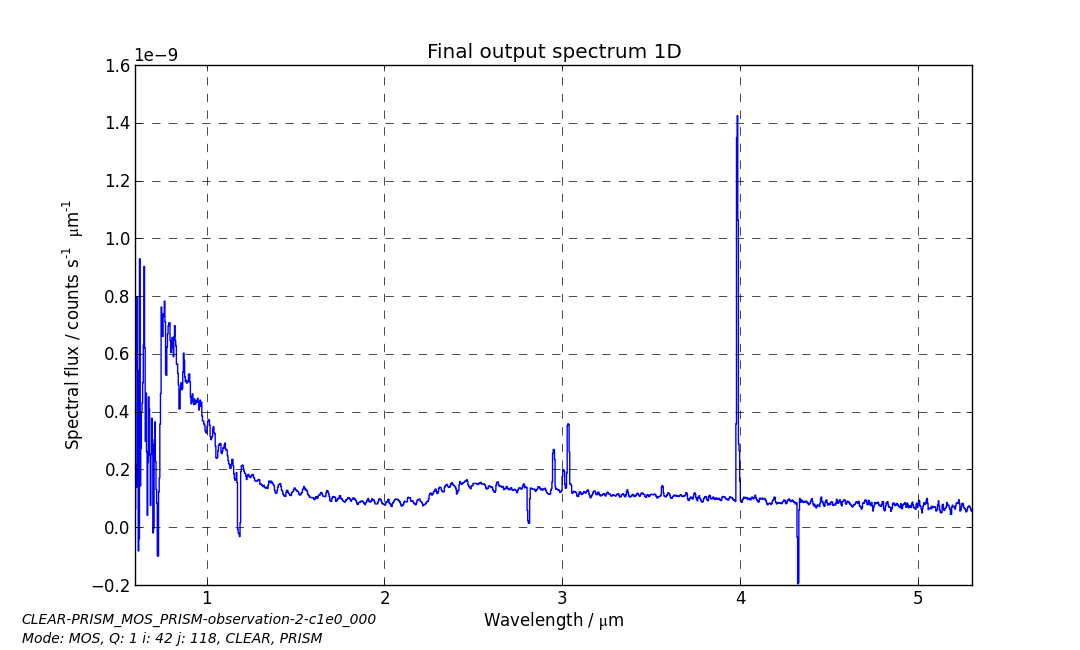 Final output spectrum 1D
1e−9
1.6
1.4
1.2
1.0
0.8
0.6
0.4
0.2
0.0
−0.2
Spectral flux / counts s⁻¹ μm⁻¹
1 2 3 4 5
Wavelength / μm
CLEAR-PRISM_MOS_PRISM-observation-2-c1e0_000
Mode: MOS, Q: 1 i: 42 j: 118, CLEAR, PRISM